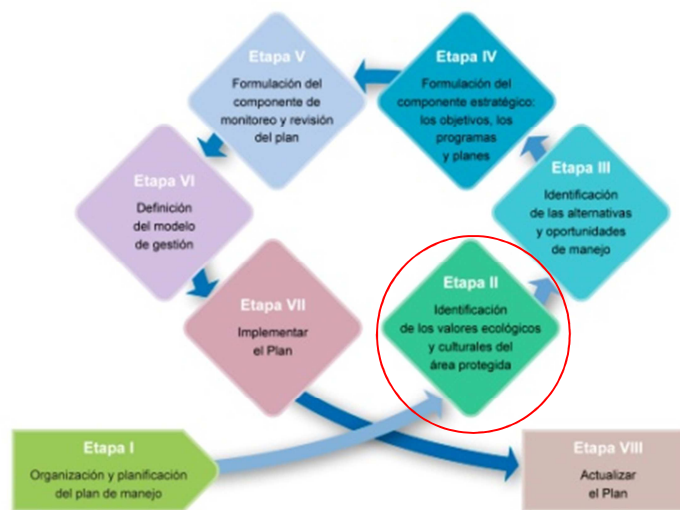 Etapa V
Formulación del
componente de
monitoreo y revisión
del plan
Etapa IV
Formulación del
componente estratégico:
los objetivos, los
programas
y planes
Etapa VI
Definición
del modelo
de gestión
Etapa III
Identificación
de las alternativas
y oportunidades
de manejo
Etapa VII
Implementar
el Plan
Etapa II
Identificación
de los valores ecológicos
y culturales del
área protegida
Etapa I
Organización y planificación
del plan de manejo
Etapa VIII
Actualizar
el Plan